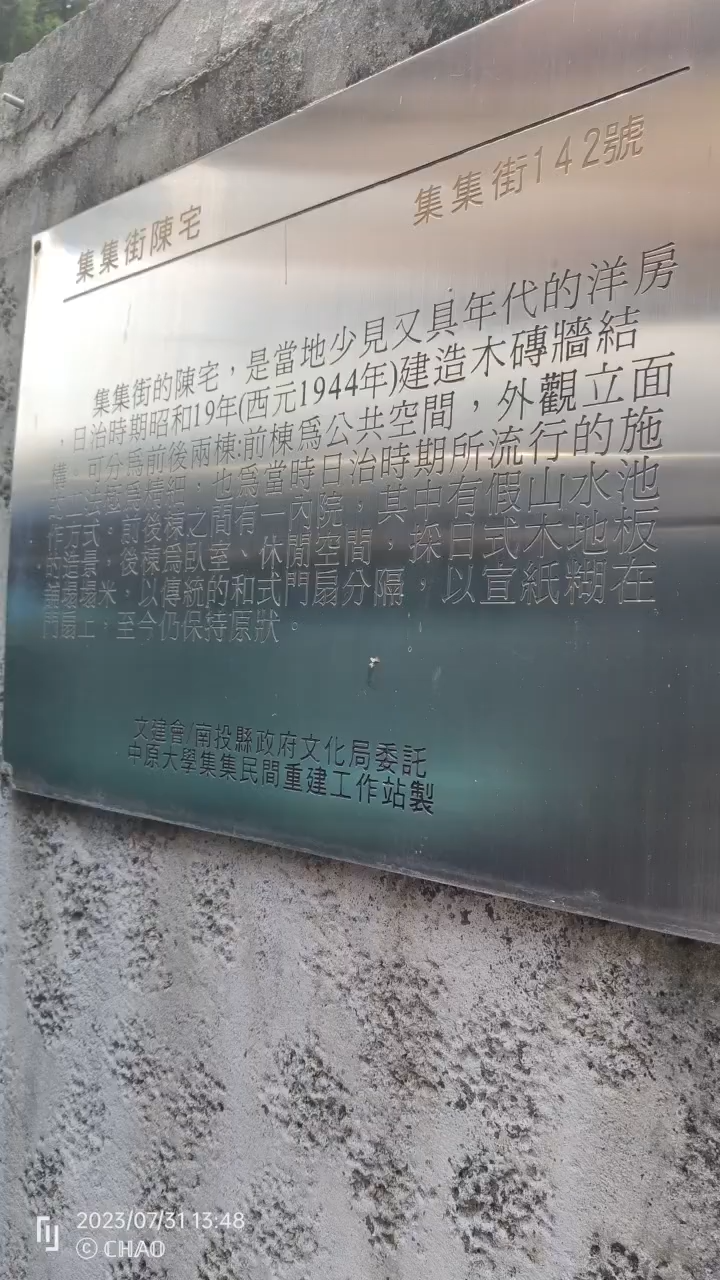 集集街陳宅
集集街142號
集集街的陳宅，是當地少見又具年代的洋房
，日治時期昭和19年(西元1944年)建造木磚牆結
構。可分為前後兩棟:前棟為公共空間，外觀立面
極為精細，也為當時日治時期所流行的施
作方式。前後棟之間有一內院，其中有假山水池
的造景，後棟為臥室、休閒空間，採日式木地板
鋪塌塌米，以傳統的和式門扇分隔，以宣紙糊在
門扇上，至今仍保持原狀。
文建會/南投縣政府文化局委託
中原大學集集民間重建工作站製
2023/07/31 13:48
© CHAO